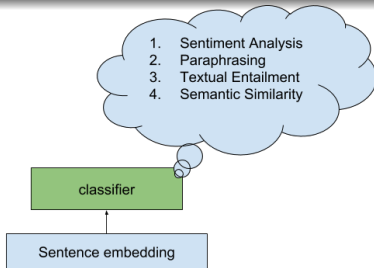 1. Sentiment Analysis
2. Paraphrasing
3. Textual Entailment
4. Semantic Similarity
classifier
Sentence embedding